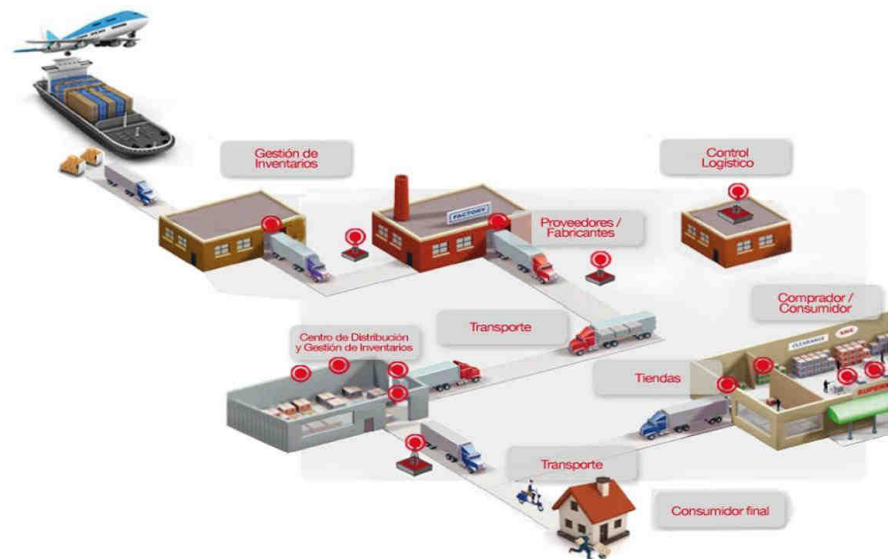 Gestión de
Inventarios
Control
Logístico
FACTORY
Proveedores /
Fabricantes
Comprador /
Consumidor
Centro de Distribución
y Gestión de Inventarios
Transporte
CLEARANCE
Tiendas
Transporte
Consumidor final